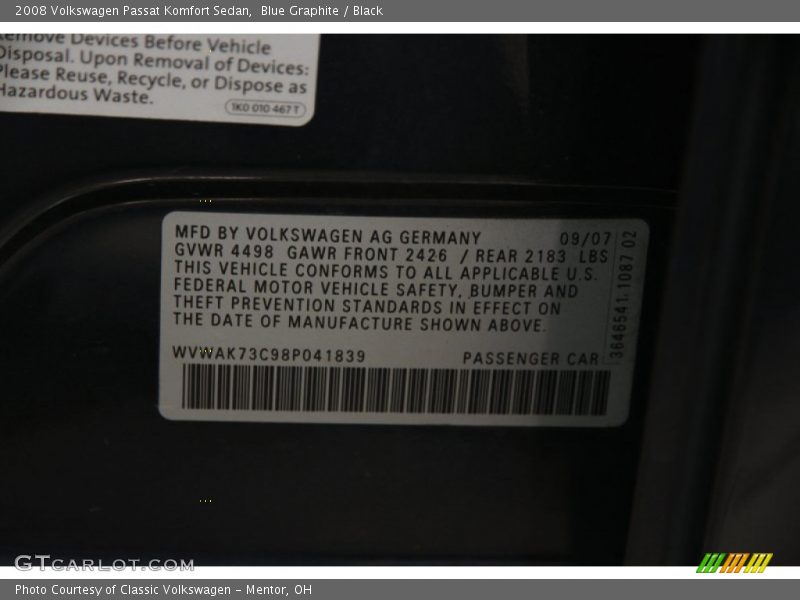 2008 Volkswagen Passat Komfort Sedan,  Blue Graphite / Black
Remove Devices Before Vehicle
Disposal. Upon Removal of Devices:
Please Reuse, Recycle, or Dispose as
Hazardous Waste.
1K0 010 467 T
MFD BY VOLKSWAGEN AG GERMANY 09/07
GVWR 4498 GAWR FRONT 2426 / REAR 2183 LBS
THIS VEHICLE CONFORMS TO ALL APPLICABLE U.S.
FEDERAL MOTOR VEHICLE SAFETY, BUMPER AND
THEFT PREVENTION STANDARDS IN EFFECT ON
THE DATE OF MANUFACTURE SHOWN ABOVE.
WVWAK73C98P041839 PASSENGER CAR
3646541.1087 02
GTCARLOT.COM
Photo Courtesy of Classic Volkswagen - Mentor, OH